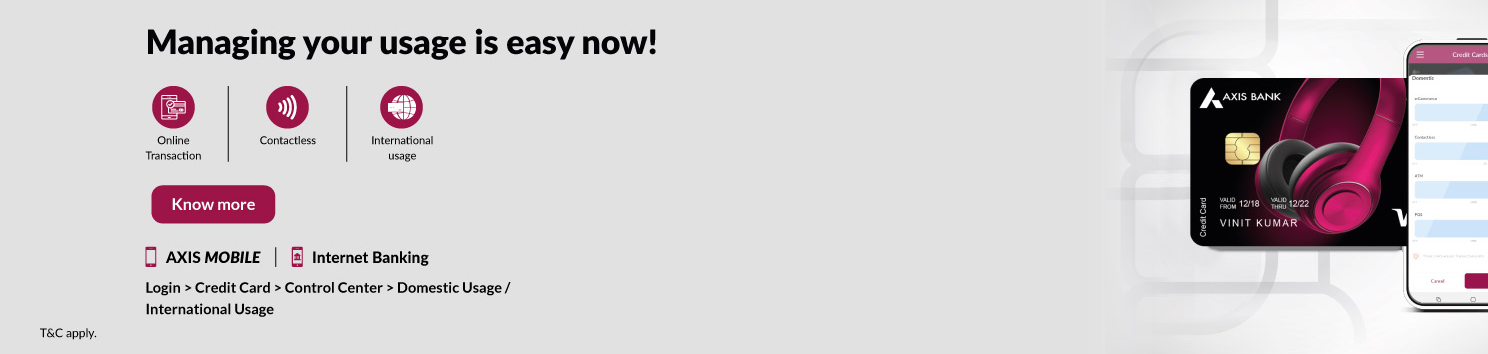 Managing your usage is easy now!
Online
Transaction
Contactless
International
usage
Know more
AXIS MOBILE
Internet Banking
Login > Credit Card > Control Center > Domestic Usage /
International Usage
T&C apply.
AXIS BANK
Credit Card
VALID
FROM 12/18
VALID
THRU 12/22
VINIT KUMAR
Credit Cards
Domestic
eCommerce
Contactless
ATM
POS
Cancel